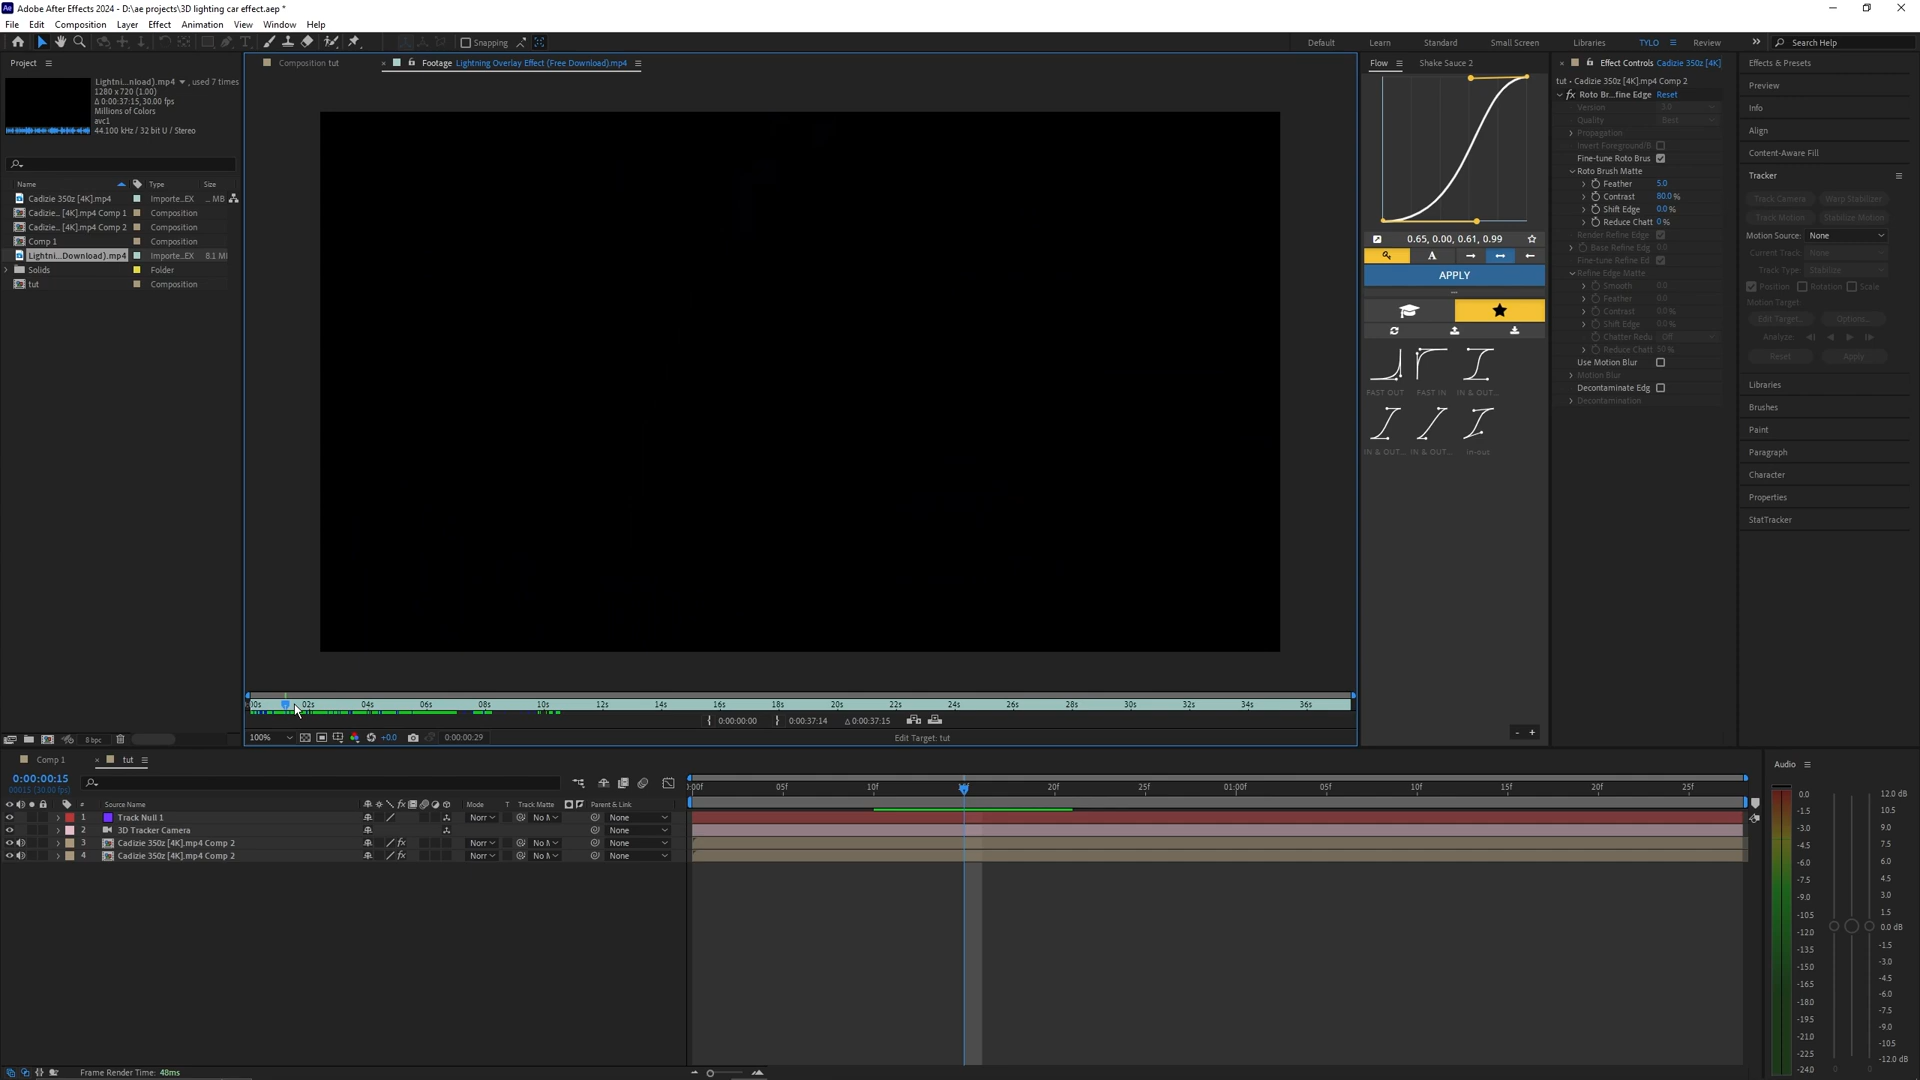 Adobe After Effects 2024 - D:\ae projects\3D lighting car effect.aep *
File Edit Composition Layer Effect Animation View Window Help
Snapping
Default Learn Standard Small Screen Libraries TYLO Review Search Help
Project
Lightni...nload).mp4 , used 7 times
1280 x 720 (1.00)
Δ 0:00:37:15, 30.00 fps
Millions of Colors
avc1
44.100 kHz / 32 bit U / Stereo
Name Type Size
Cadizie 350z [4K].mp4 Importe...EX ... MB
Cadizie... [4K].mp4 Comp 1 Composition
Cadizie... [4K].mp4 Comp 2 Composition
Comp 1 Composition
Lightni...Download).mp4 Importe...EX 8.1 M
Solids Folder
tut Composition
8 bpc
Composition tut
Footage Lightning Overlay Effect (Free Download).mp4
00s 02s 04s 06s 08s 10s 12s 14s 16s 18s 20s 22s 24s 26s 28s 30s 32s 34s 36s
0:00:00:00 0:00:37:14 Δ 0:00:37:15
100% +0.0 0:00:00:29 Edit Target: tut
Flow Shake Sauce 2
0.65, 0.00, 0.61, 0.99
A
APPLY
FAST OUT FAST IN IN & OUT...
IN & OUT... IN & OUT... in-out
- +
Effect Controls Cadizie 350z [4K]
tut • Cadizie 350z [4K].mp4 Comp 2
fx Roto Br...fine Edge Reset
Version 3.0
Quality Best
Propagation
Invert Foreground/B
Fine-tune Roto Brus
Roto Brush Matte
Feather 5.0
Contrast 80.0 %
Shift Edge 0.0 %
Reduce Chatt 0 %
Render Refine Edge
Base Refine Edg 0.0
Fine-tune Refine Ed
Refine Edge Matte
Smooth 0.0
Feather 0.0
Contrast 0.0 %
Shift Edge 0.0 %
Chatter Redu Off
Reduce Chatt 50 %
Use Motion Blur
Motion Blur
Decontaminate Edg
Decontamination
Effects & Presets
Preview
Info
Align
Content-Aware Fill
Tracker
Track Camera Warp Stabilizer
Track Motion Stabilize Motion
Motion Source: None
Current Track: None
Track Type: Stabilize
Position Rotation Scale
Motion Target:
Edit Target... Options...
Analyze:
Reset Apply
Libraries
Brushes
Paint
Paragraph
Character
Properties
StatTracker
Comp 1 tut
0:00:00:15
00015 (30.00 fps)
# Source Name Mode T Track Matte Parent & Link
1 Track Null 1 Norr No M None
2 3D Tracker Camera None
3 Cadizie 350z [4K].mp4 Comp 2 fx Norr No M None
4 Cadizie 350z [4K].mp4 Comp 2 fx Norr No M None
:00f 05f 10f 20f 25f 01:00f 05f 10f 15f 20f 25f
Frame Render Time: 48ms
Audio
0.0 12.0 dB
-1.5 10.5
-3.0 9.0
-4.5 7.5
-6.0 6.0
-7.5 4.5
-9.0 3.0
-10.5 1.5
-12.0 0.0 dB
-13.5 -1.5
-15.0 -3.0
-16.5 -4.5
-18.0 -6.0
-19.5 -7.5
-21.0 -9.0
-22.5 -10.5
-24.0 -12.0 dB